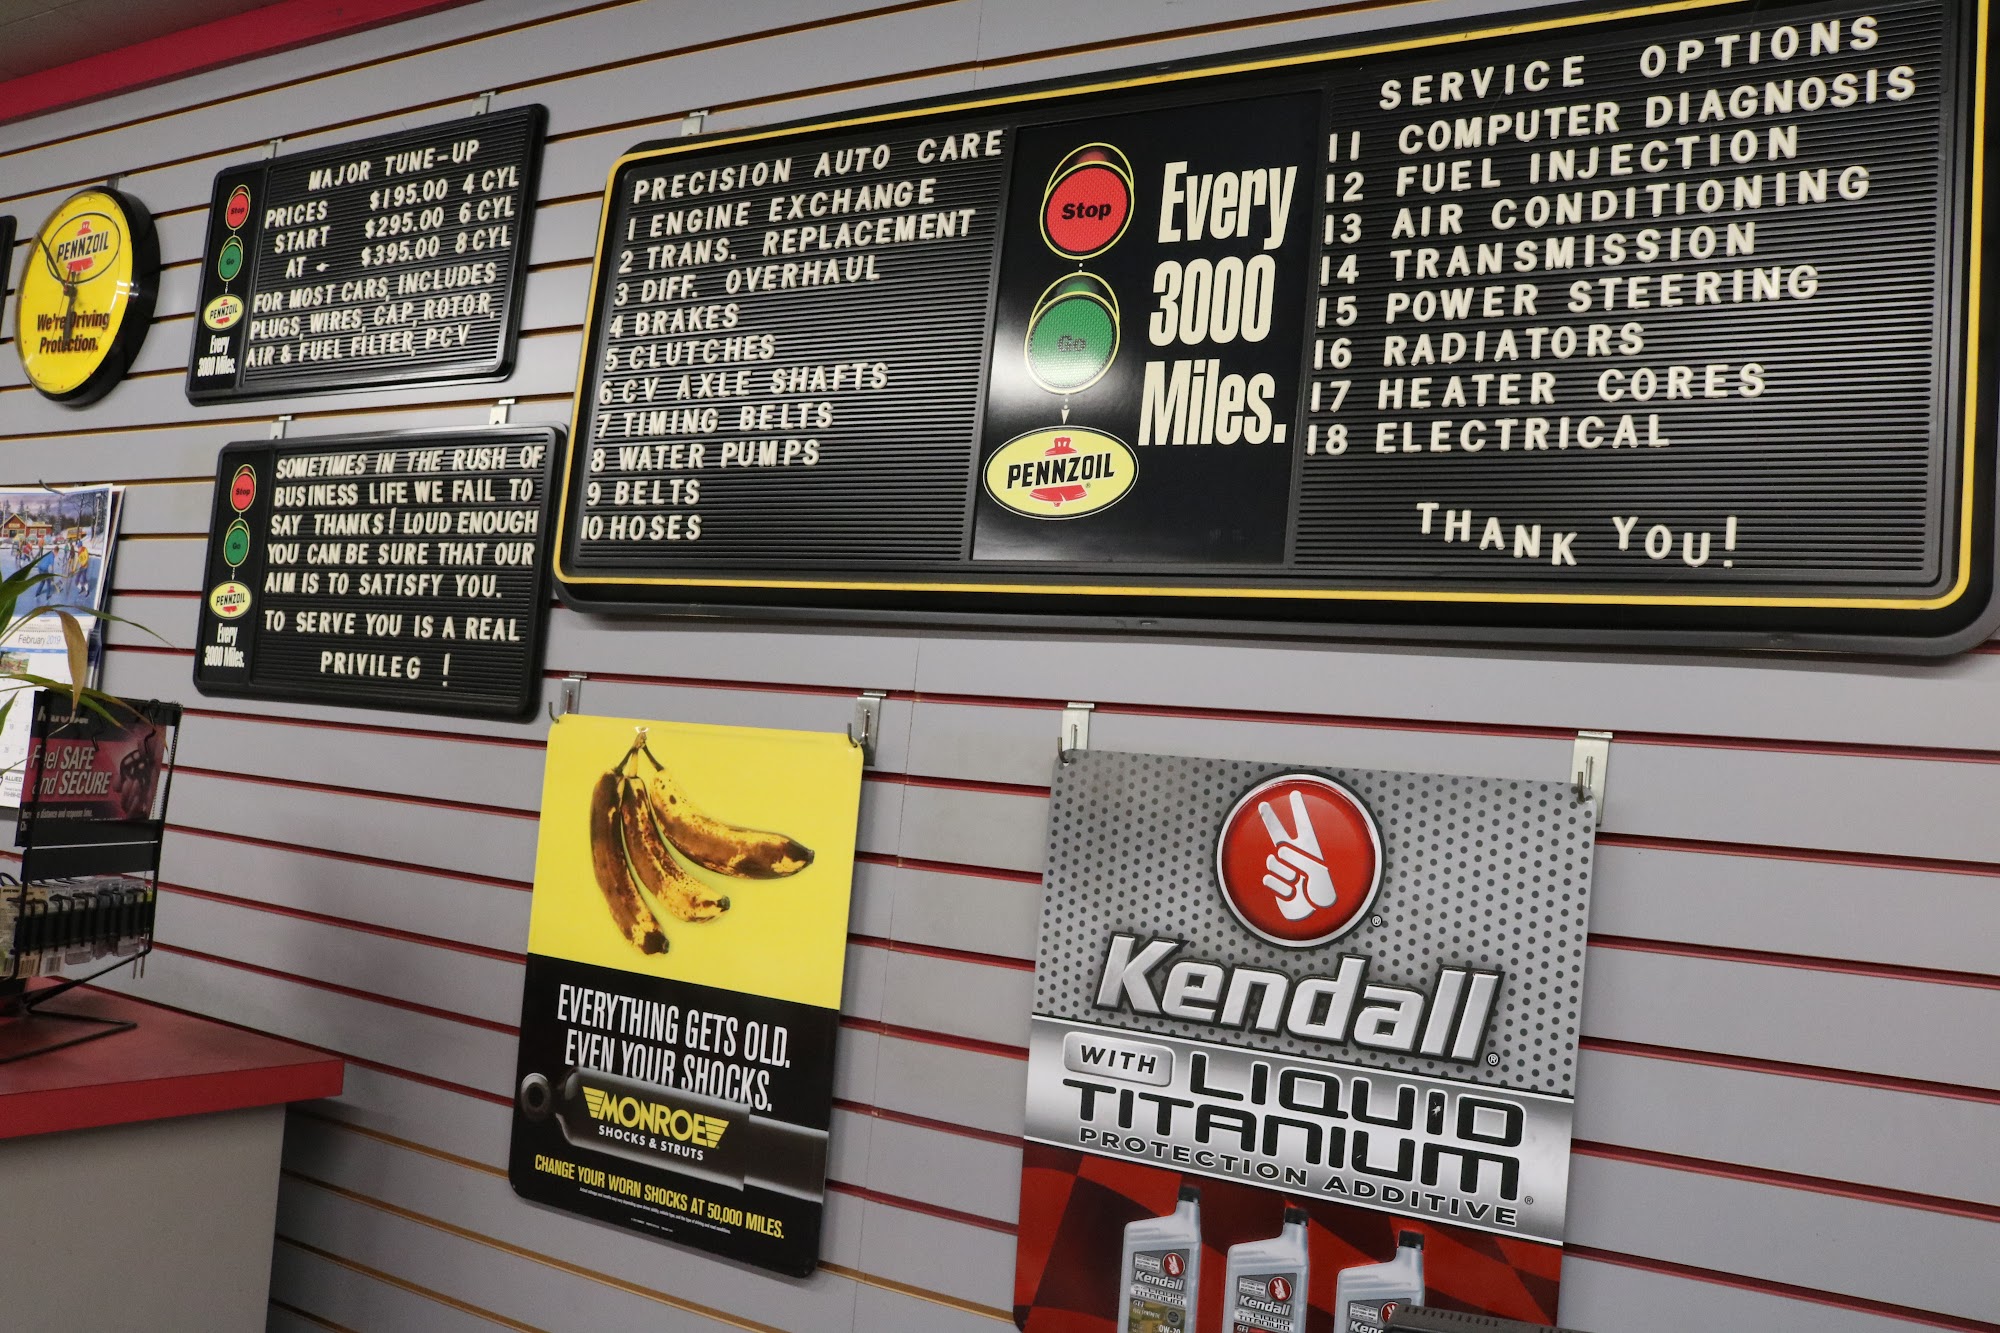 PENNZOIL
We're Driving
Protection.
MAJOR TUNE-UP
PRICES $195.00 4 CYL
START $295.00 6 CYL
AT - $395.00 8 CYL
FOR MOST CARS, INCLUDES
PLUGS, WIRES, CAP, ROTOR,
AIR & FUEL FILTER, PCV
Stop
Go
PENNZOIL
Every
3000 Miles.
SOMETIMES IN THE RUSH OF
BUSINESS LIFE WE FAIL TO
SAY THANKS! LOUD ENOUGH
YOU CAN BE SURE THAT OUR
AIM IS TO SATISFY YOU.
TO SERVE YOU IS A REAL
PRIVILEG !
Stop
Go
PENNZOIL
Every
3000 Miles.
PRECISION AUTO CARE
1 ENGINE EXCHANGE
2 TRANS. REPLACEMENT
3 DIFF. OVERHAUL
4 BRAKES
5 CLUTCHES
6 CV AXLE SHAFTS
7 TIMING BELTS
8 WATER PUMPS
9 BELTS
10 HOSES
Stop
Go
PENNZOIL
Every
3000
Miles.
SERVICE OPTIONS
11 COMPUTER DIAGNOSIS
12 FUEL INJECTION
13 AIR CONDITIONING
14 TRANSMISSION
15 POWER STEERING
16 RADIATORS
17 HEATER CORES
18 ELECTRICAL
THANK YOU!
February 2019
Feel SAFE
and SECURE
EVERYTHING GETS OLD.
EVEN YOUR SHOCKS.
MONROE
SHOCKS & STRUTS
CHANGE YOUR WORN SHOCKS AT 50,000 MILES.
Kendall®
WITH LIQUID
TITANIUM®
PROTECTION ADDITIVE
Kendall
0W-20
Kendall